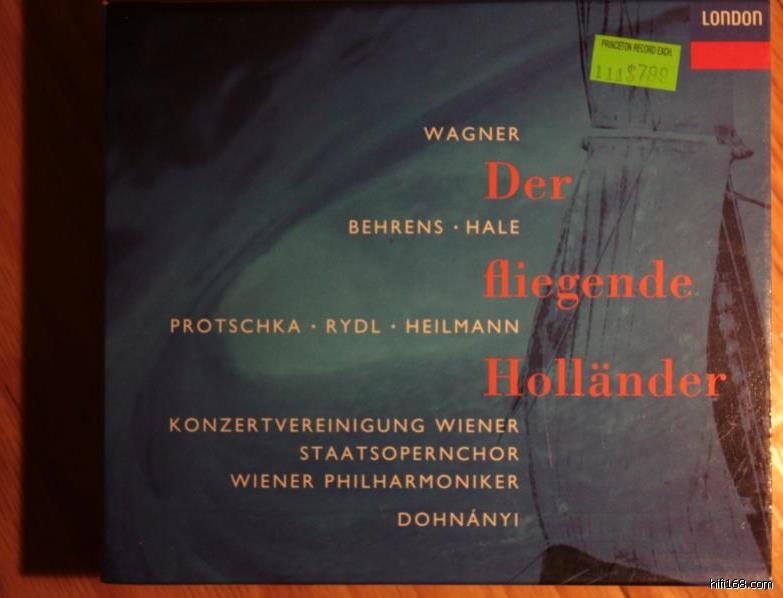 LONDON
PRINCETON RECORD EXCH.
111$7.99
WAGNER
Der
BEHRENS · HALE
fliegende
PROTSCHKA · RYDL · HEILMANN
Holländer
KONZERTVEREINIGUNG WIENER
STAATSOPERNCHOR
WIENER PHILHARMONIKER
DOHNÁNYI
hifi168.com